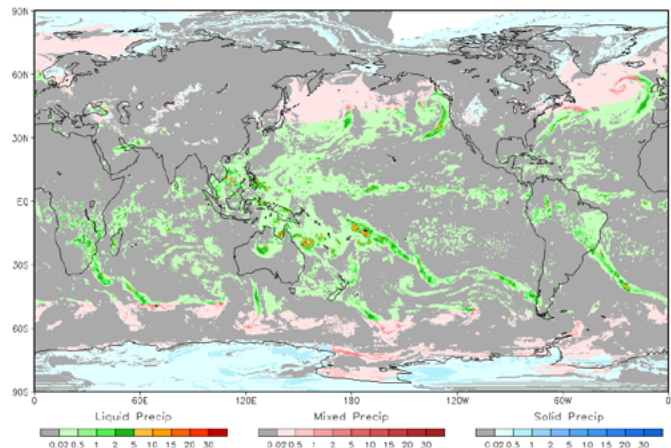 90N
60N
30N
EQ
30S
60S
90S
0 60E 120E 180 120W 60W 0
Liquid Precip Mixed Precip Solid Precip
0.02 0.5 1 2 5 10 15 20 30 0.02 0.5 1 2 5 10 15 20 30 0.02 0.5 1 2 5 10 15 20 30